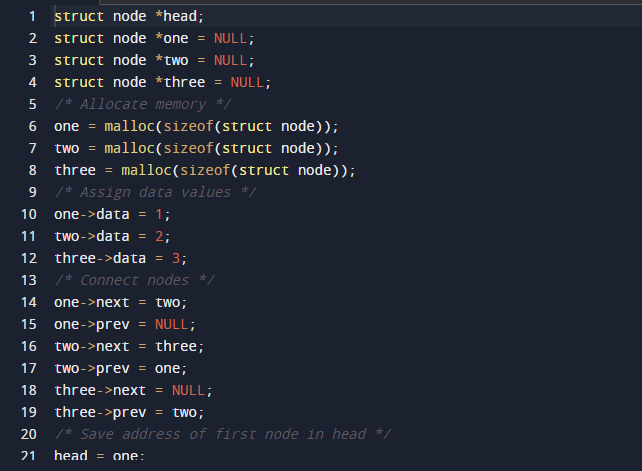 1 struct node *head;
2 struct node *one = NULL;
3 struct node *two = NULL;
4 struct node *three = NULL;
5 /* Allocate memory */
6 one = malloc(sizeof(struct node));
7 two = malloc(sizeof(struct node));
8 three = malloc(sizeof(struct node));
9 /* Assign data values */
10 one->data = 1;
11 two->data = 2;
12 three->data = 3;
13 /* Connect nodes */
14 one->next = two;
15 one->prev = NULL;
16 two->next = three;
17 two->prev = one;
18 three->next = NULL;
19 three->prev = two;
20 /* Save address of first node in head */
21 head = one;